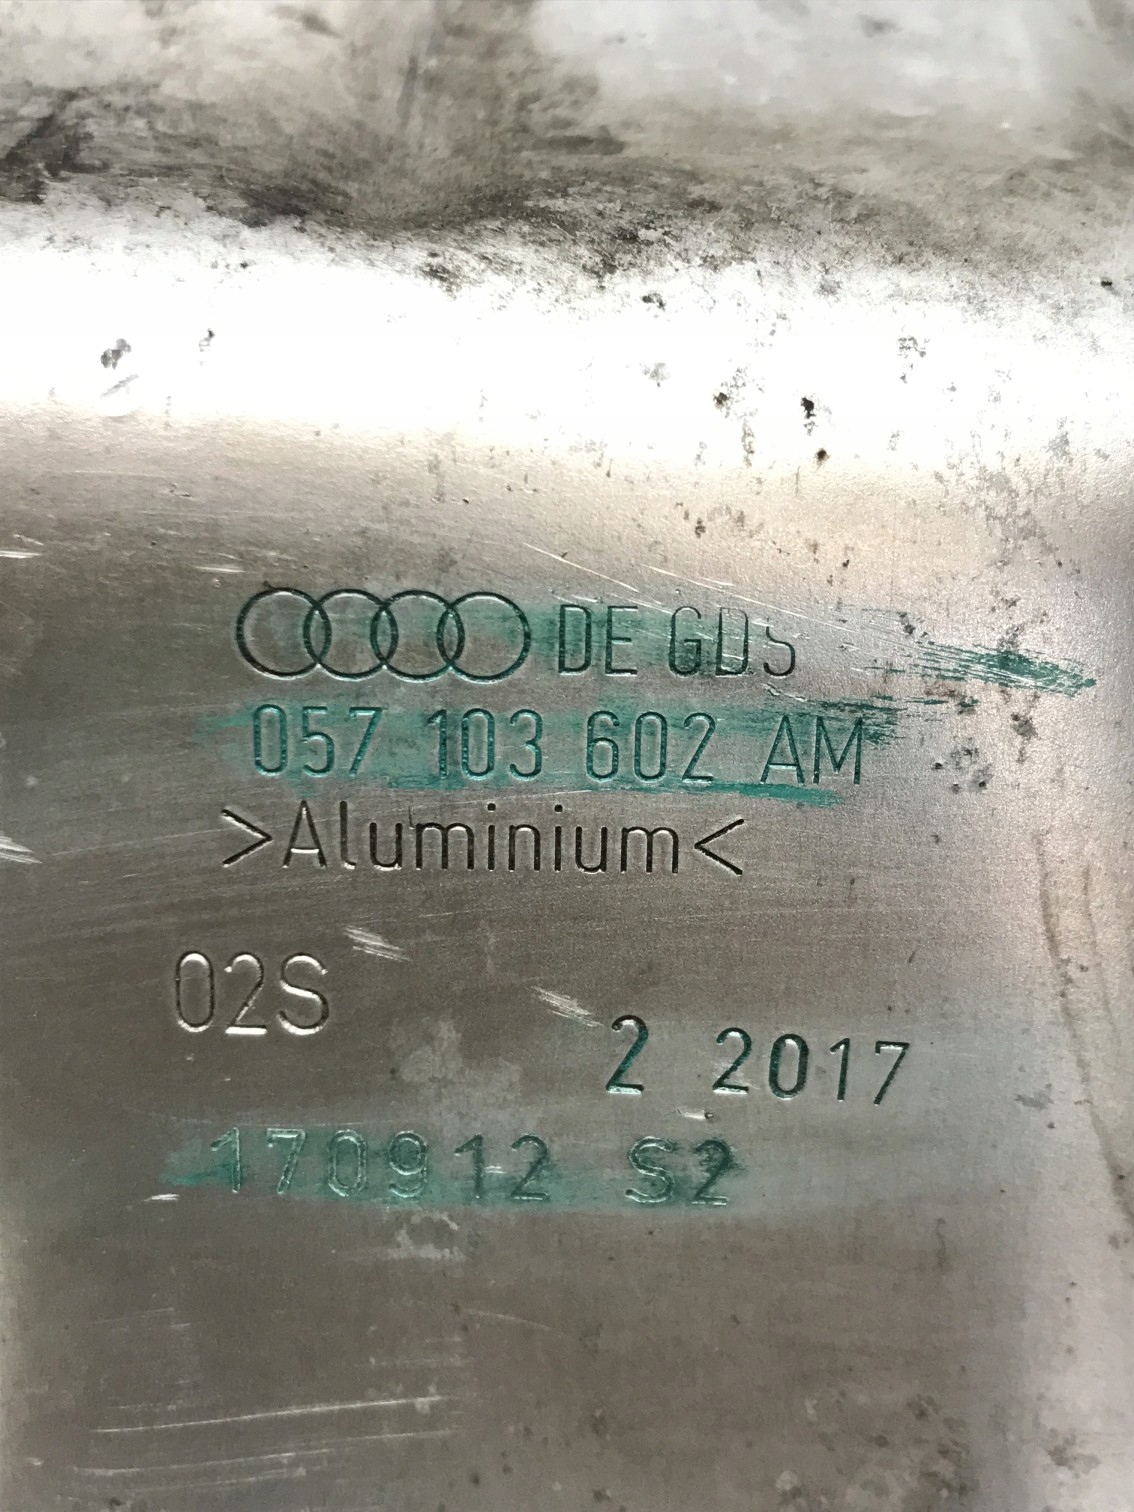 DE GDS
057 103 602 AM
>Aluminium<
02S
2 2017
170912 S2